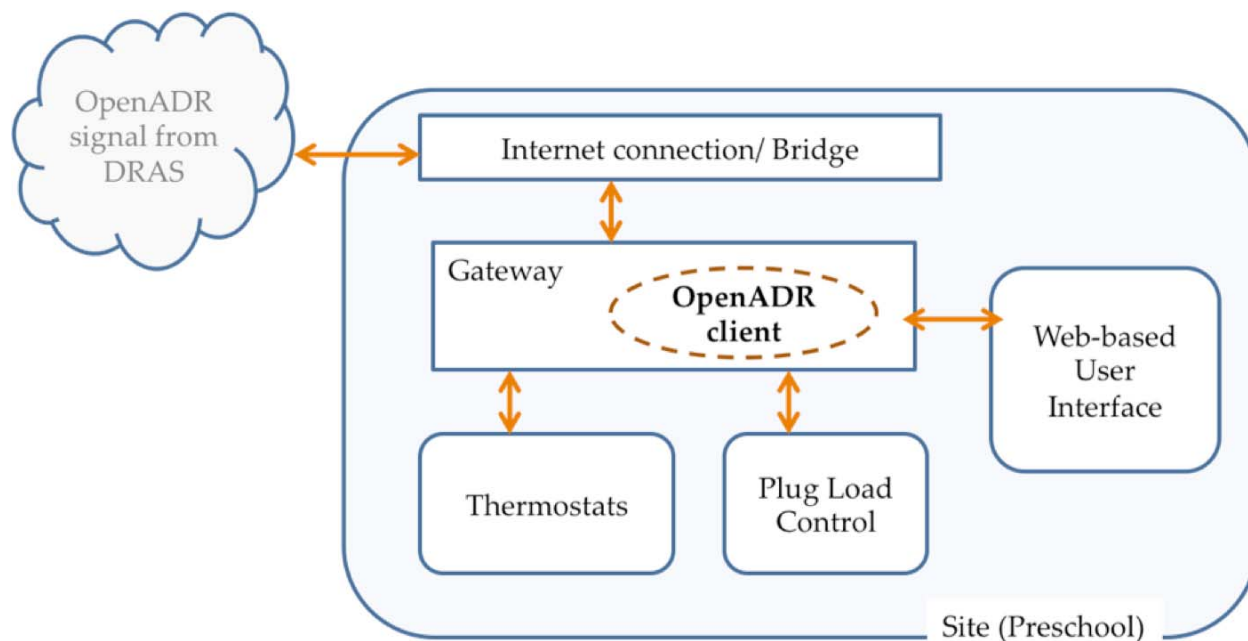 OpenADR
signal from
DRAS
Internet connection/ Bridge
Gateway
OpenADR
client
Web-based
User
Interface
Thermostats
Plug Load
Control
Site (Preschool)